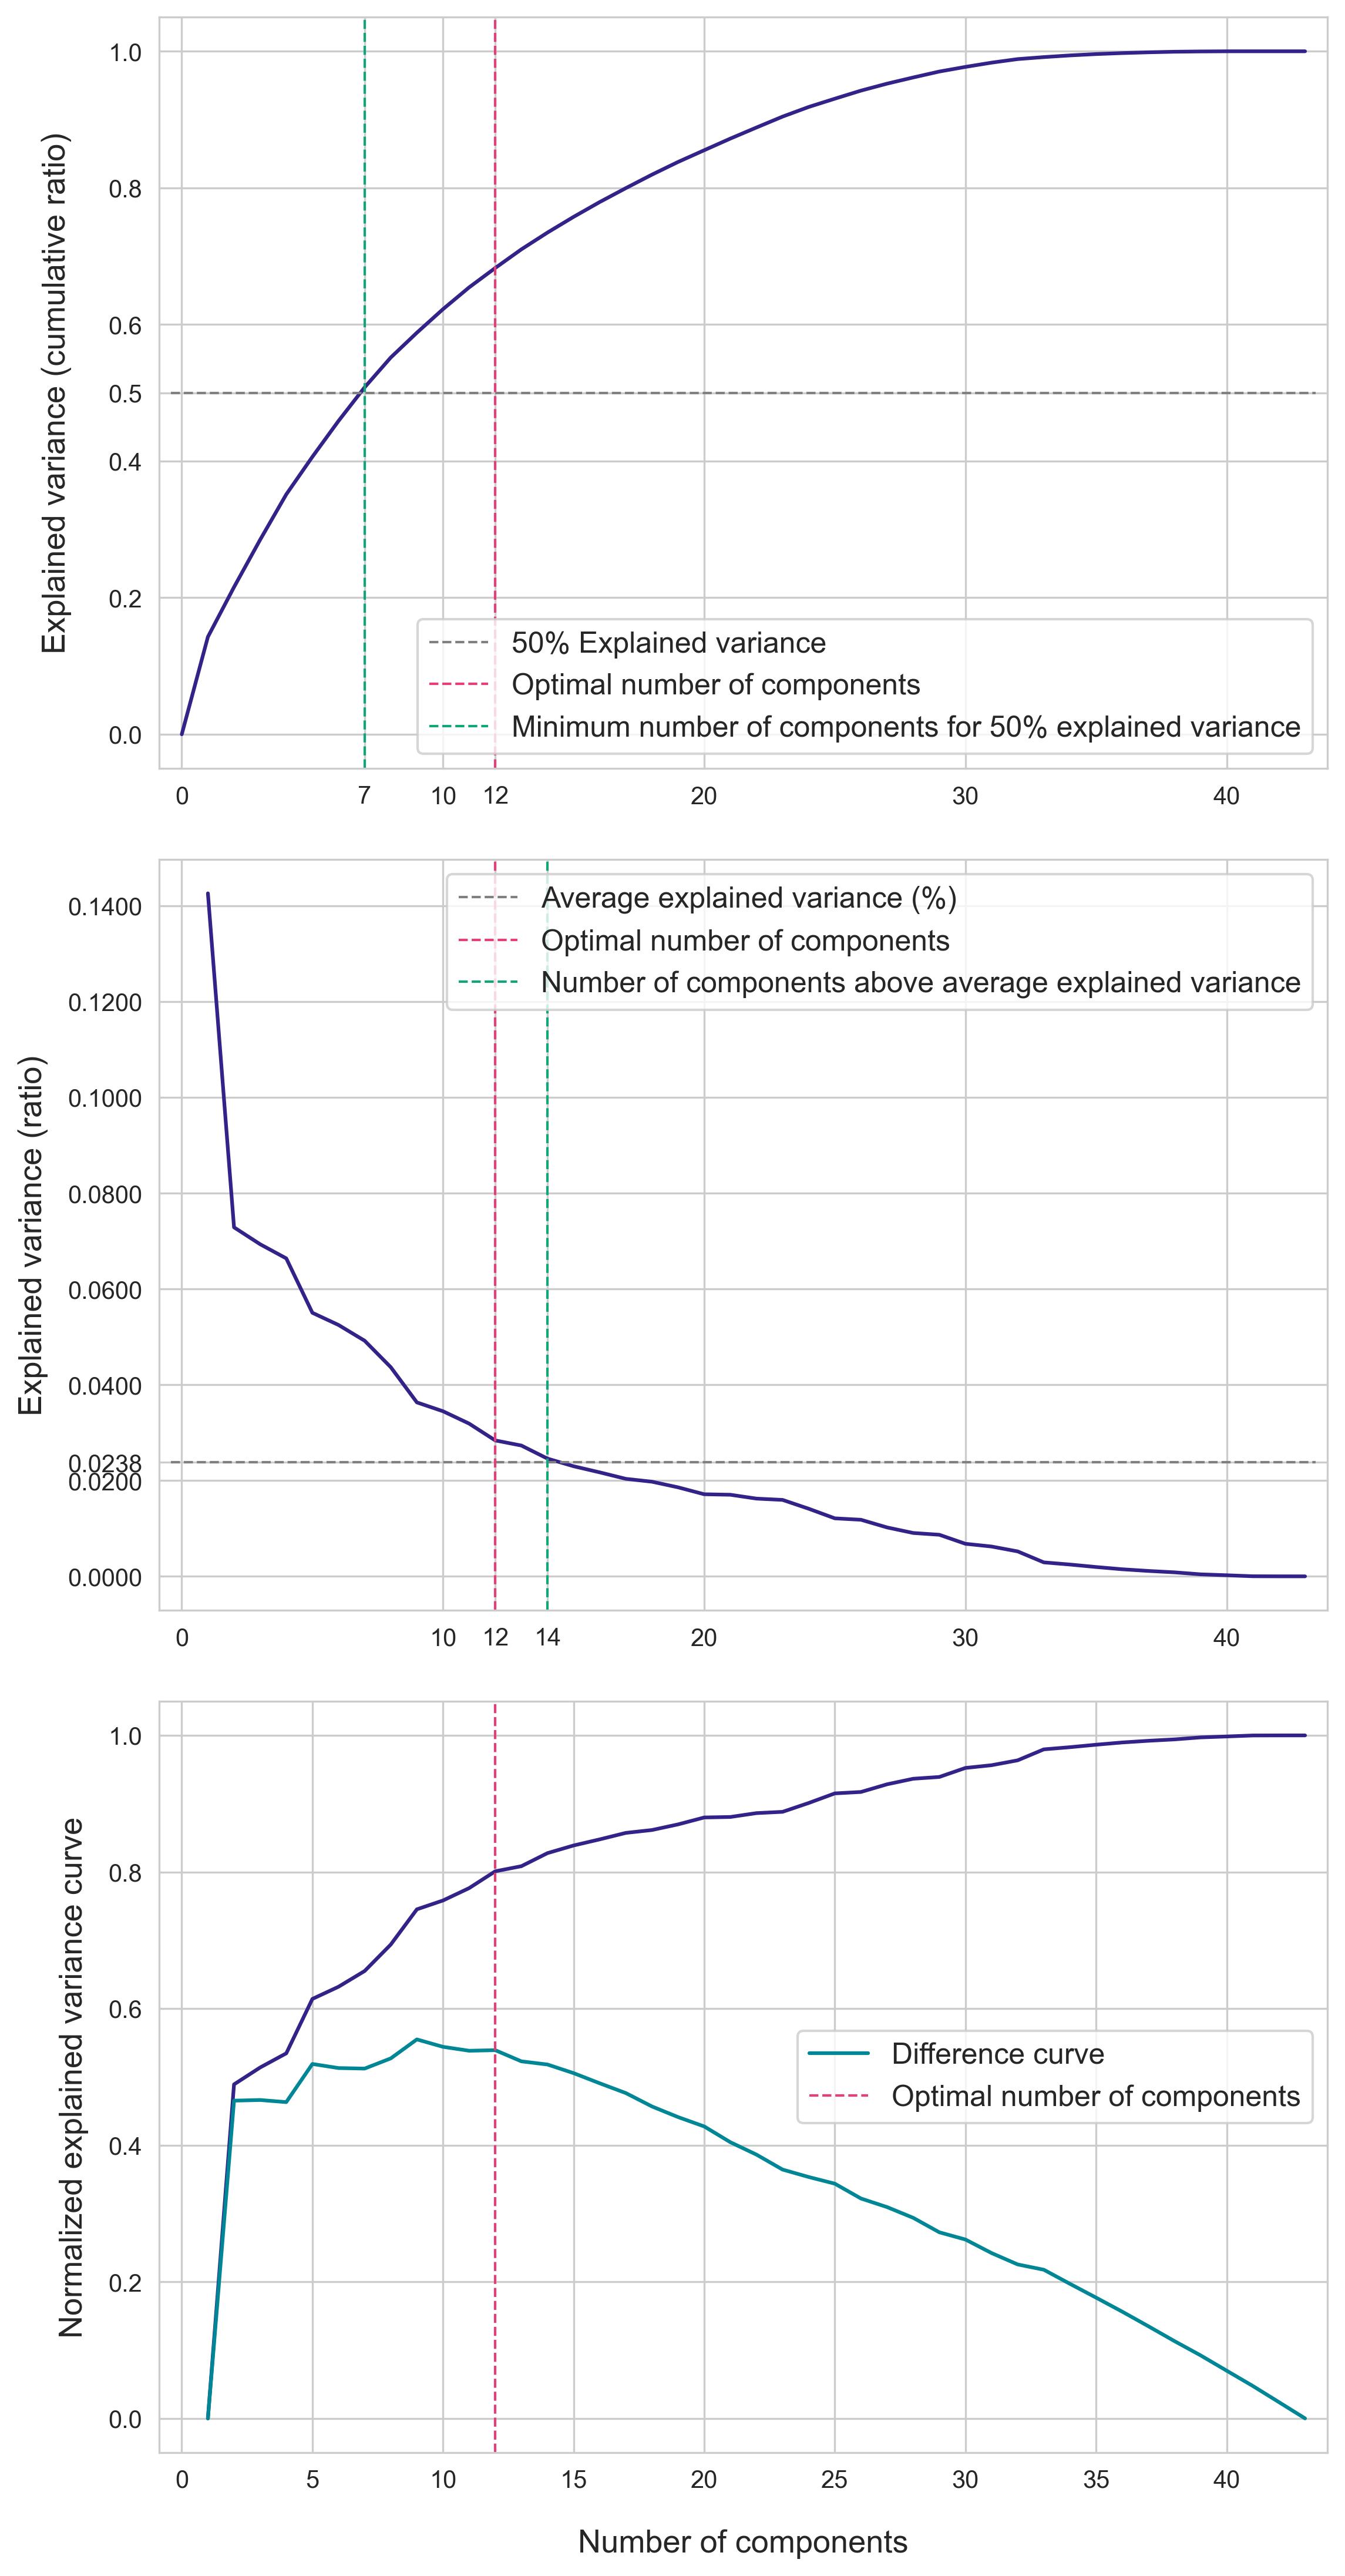 Explained variance (cumulative ratio)
1.0
0.8
0.6
0.5
0.4
0.2
0.0
50% Explained variance
Optimal number of components
Minimum number of components for 50% explained variance
0 7 10 12 20 30 40
Explained variance (ratio)
0.1400
0.1200
0.1000
0.0800
0.0600
0.0400
0.0238
0.0200
0.0000
Average explained variance (%)
Optimal number of components
Number of components above average explained variance
0 10 12 14 20 30 40
Normalized explained variance curve
1.0
0.8
0.6
0.4
0.2
0.0
Difference curve
Optimal number of components
0 5 10 15 20 25 30 35 40
Number of components